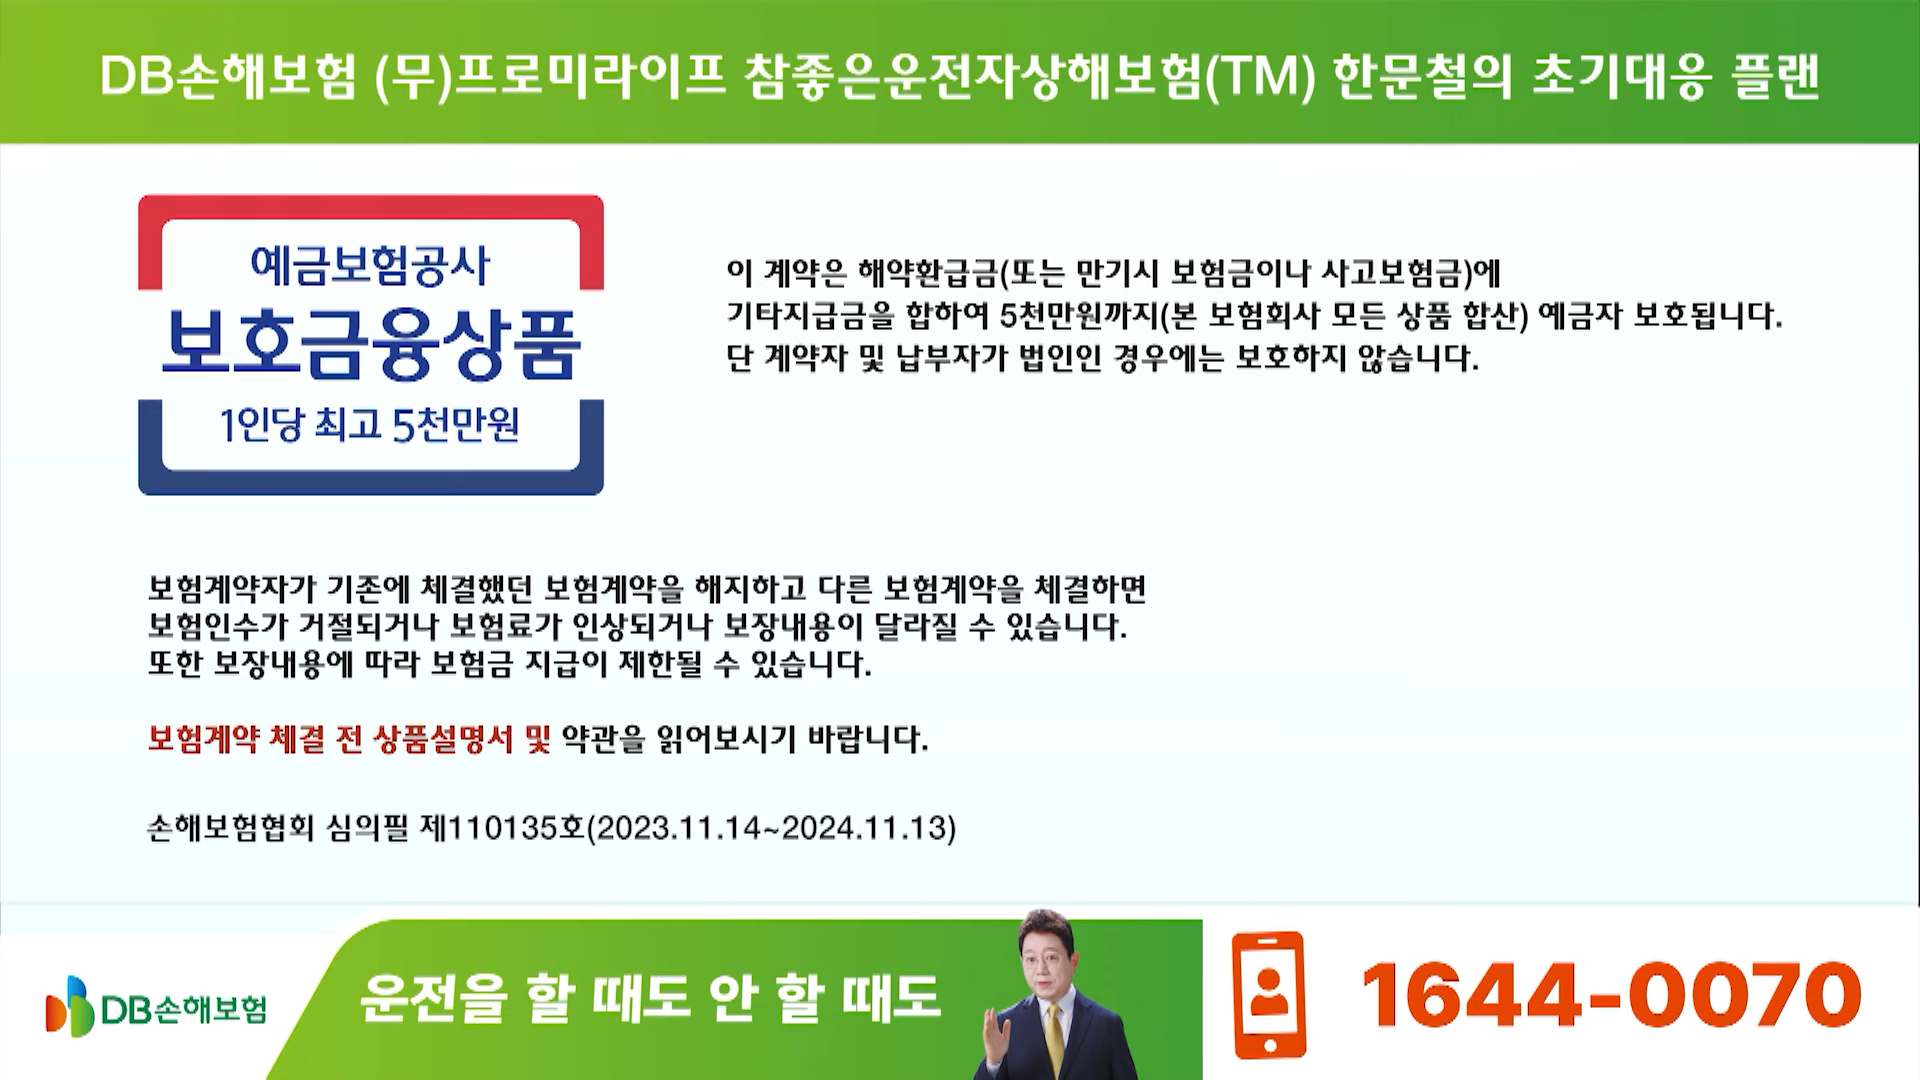 DB손해보험 (무)프로미라이프 참좋은운전자상해보험(TM) 한문철의 초기대응 플랜
예금보험공사
보호금융상품
1인당 최고 5천만원
이 계약은 해약환급금(또는 만기시 보험금이나 사고보험금)에
기타지급금을 합하여 5천만원까지(본 보험회사 모든 상품 합산) 예금자 보호됩니다.
단 계약자 및 납부자가 법인인 경우에는 보호하지 않습니다.
보험계약자가 기존에 체결했던 보험계약을 해지하고 다른 보험계약을 체결하면
보험인수가 거절되거나 보험료가 인상되거나 보장내용이 달라질 수 있습니다.
또한 보장내용에 따라 보험금 지급이 제한될 수 있습니다.
보험계약 체결 전 상품설명서 및 약관을 읽어보시기 바랍니다.
손해보험협회 심의필 제110135호(2023.11.14~2024.11.13)
DB손해보험
운전을 할 때도 안 할 때도
1644-0070